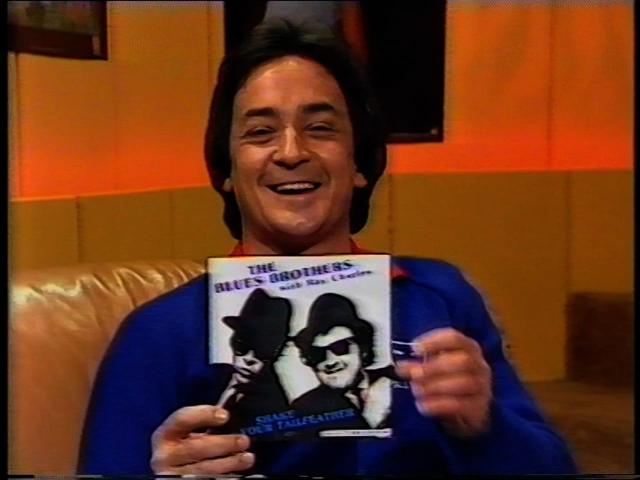 THE
BLUES BROTHERS
with Ray Charles
SHAKE
YOUR TAILFEATHER